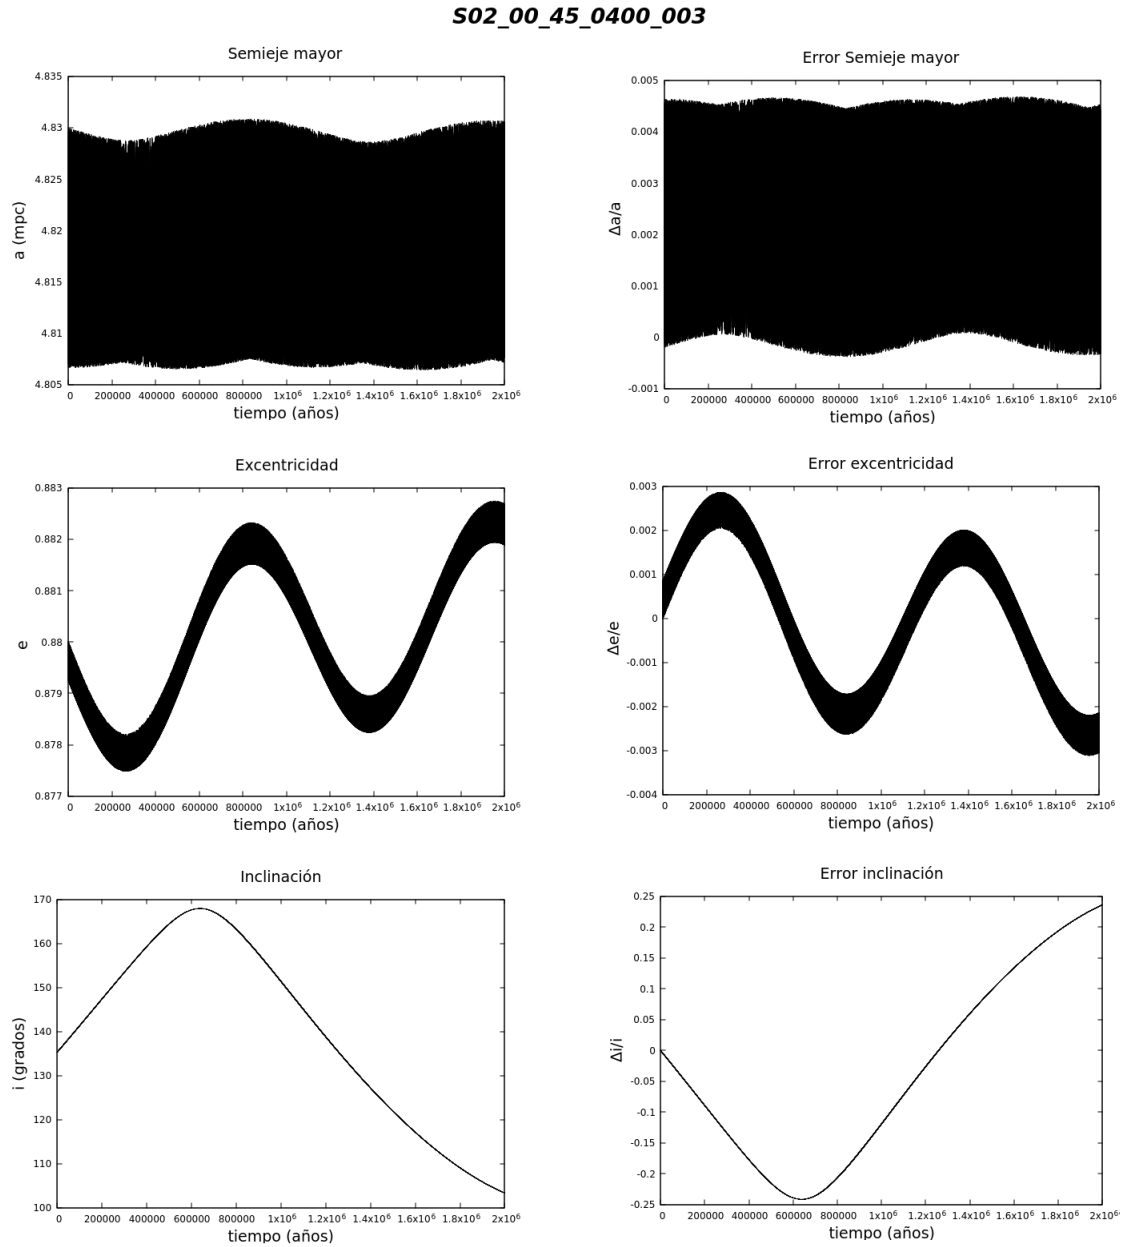 S02_00_45_0400_003
Semieje mayor
4.835
4.83
4.825
4.82
4.815
4.81
4.805
a (mpc)
0 200000 400000 600000 800000 1x10⁶ 1.2x10⁶ 1.4x10⁶ 1.6x10⁶ 1.8x10⁶ 2x10⁶
tiempo (años)
Error Semieje mayor
0.005
0.004
0.003
0.002
0.001
0
-0.001
Δa/a
0 200000 400000 600000 800000 1x10⁶ 1.2x10⁶ 1.4x10⁶ 1.6x10⁶ 1.8x10⁶ 2x10⁶
tiempo (años)
Excentricidad
0.883
0.882
0.881
0.88
0.879
0.878
0.877
e
0 200000 400000 600000 800000 1x10⁶ 1.2x10⁶ 1.4x10⁶ 1.6x10⁶ 1.8x10⁶ 2x10⁶
tiempo (años)
Error excentricidad
0.003
0.002
0.001
0
-0.001
-0.002
-0.003
-0.004
Δe/e
0 200000 400000 600000 800000 1x10⁶ 1.2x10⁶ 1.4x10⁶ 1.6x10⁶ 1.8x10⁶ 2x10⁶
tiempo (años)
Inclinación
170
160
150
140
130
120
110
100
i (grados)
0 200000 400000 600000 800000 1x10⁶ 1.2x10⁶ 1.4x10⁶ 1.6x10⁶ 1.8x10⁶ 2x10⁶
tiempo (años)
Error inclinación
0.25
0.2
0.15
0.1
0.05
0
-0.05
-0.1
-0.15
-0.2
-0.25
Δi/i
0 200000 400000 600000 800000 1x10⁶ 1.2x10⁶ 1.4x10⁶ 1.6x10⁶ 1.8x10⁶ 2x10⁶
tiempo (años)